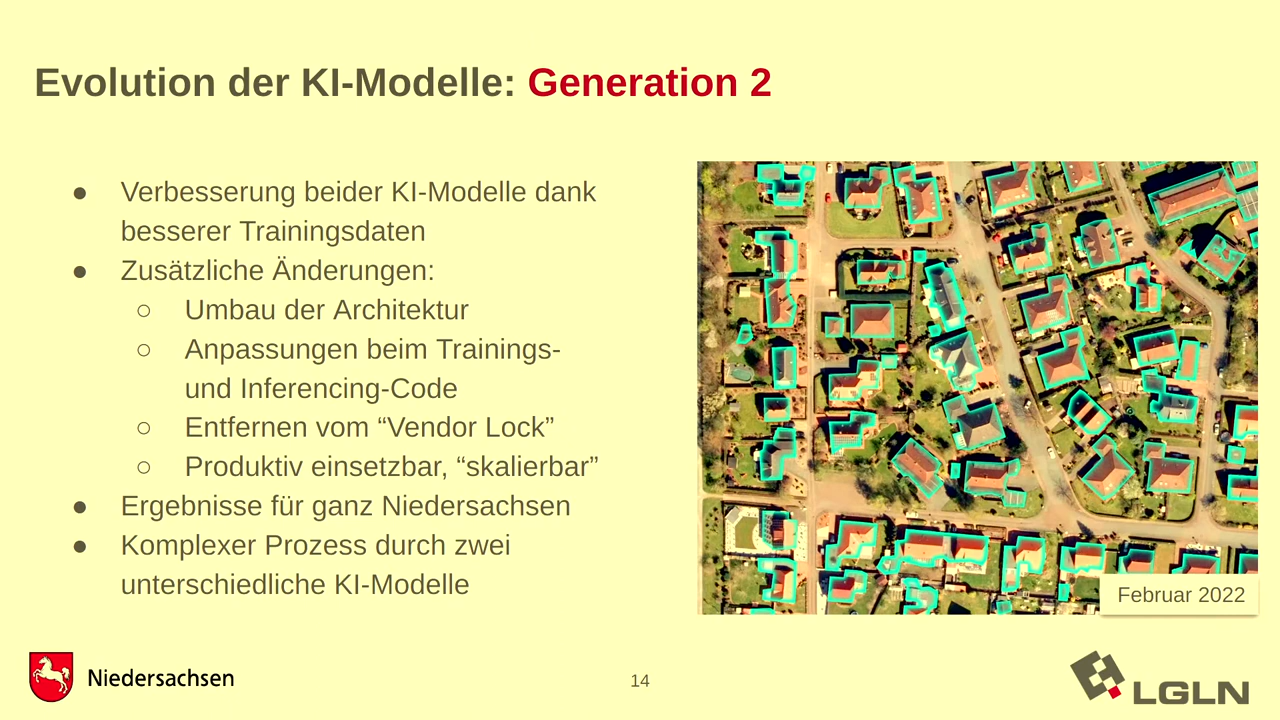 Evolution der KI-Modelle: Generation 2
● Verbesserung beider KI-Modelle dank
besserer Trainingsdaten
● Zusätzliche Änderungen:
○ Umbau der Architektur
○ Anpassungen beim Trainings-
und Inferencing-Code
○ Entfernen vom “Vendor Lock”
○ Produktiv einsetzbar, “skalierbar”
● Ergebnisse für ganz Niedersachsen
● Komplexer Prozess durch zwei
unterschiedliche KI-Modelle
Februar 2022
Niedersachsen
14
LGLN